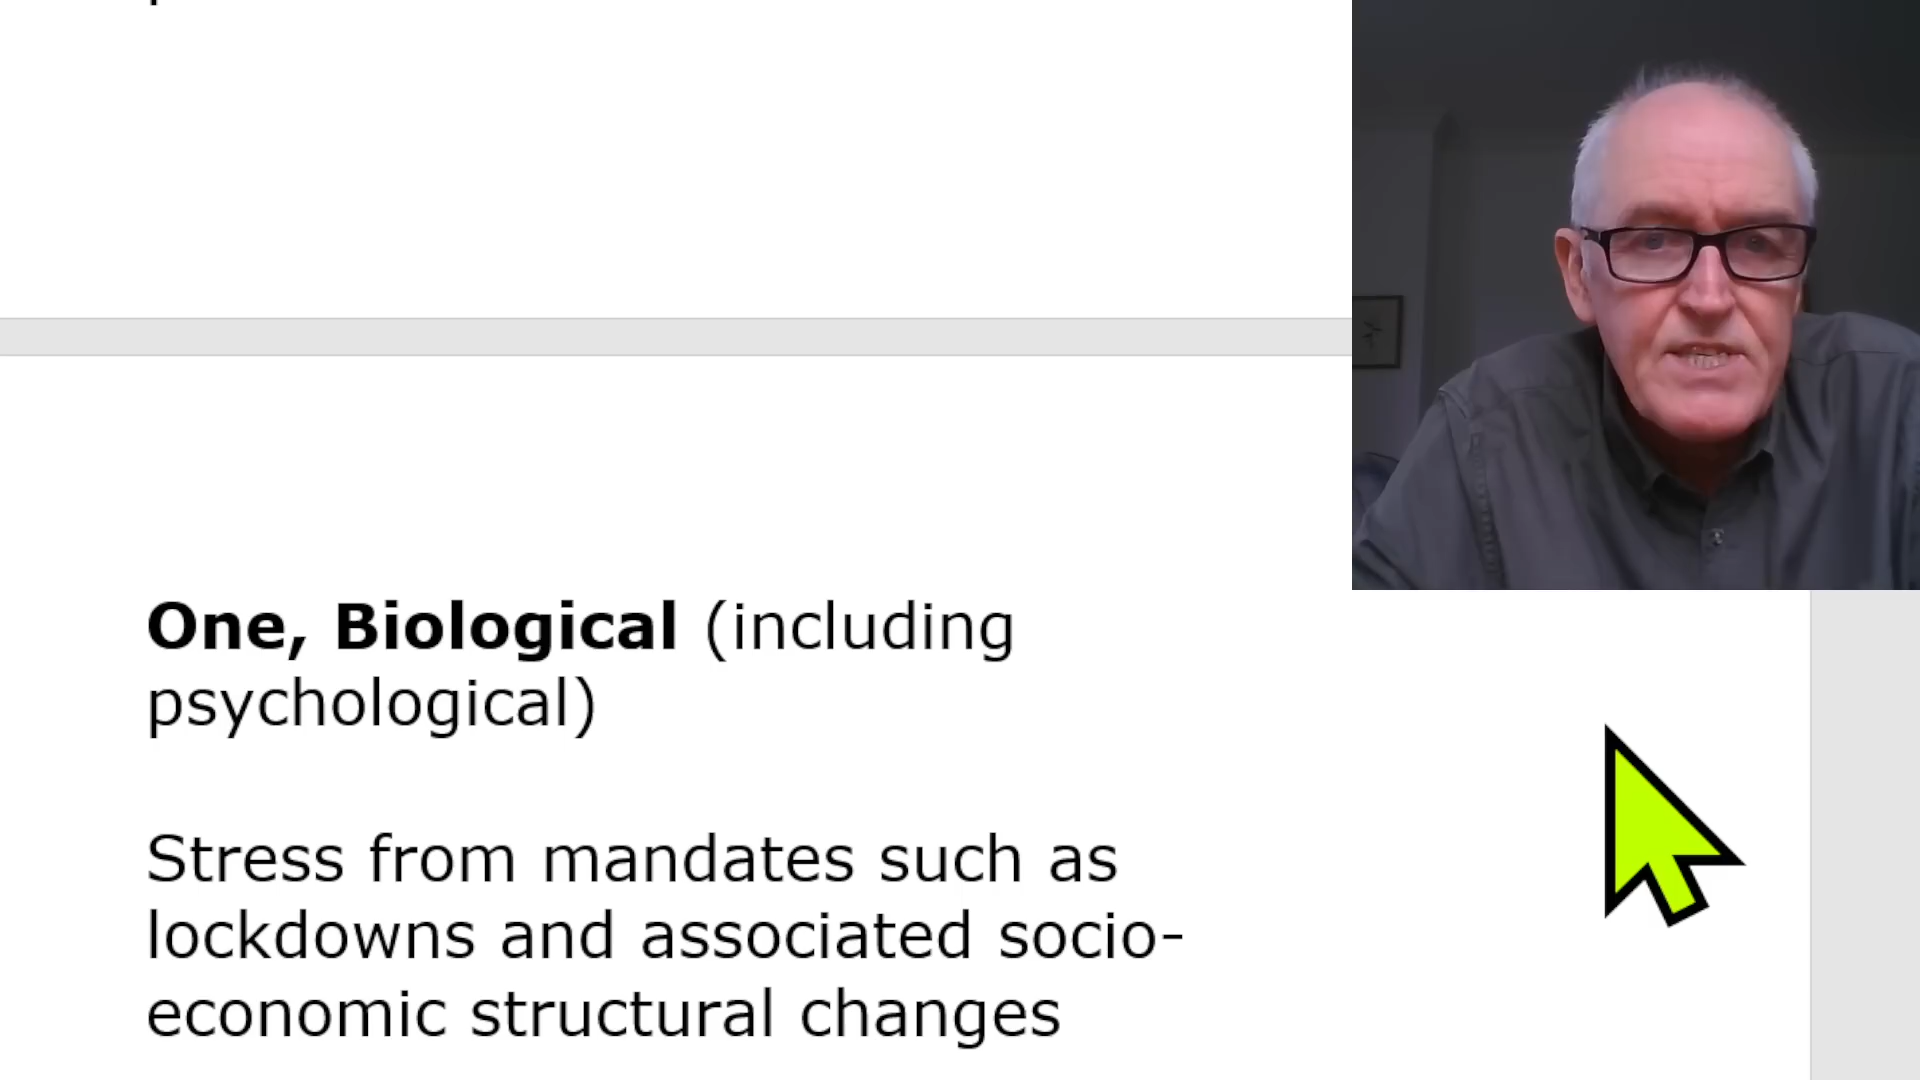 One, Biological (including
psychological)
Stress from mandates such as
lockdowns and associated socio-
economic structural changes